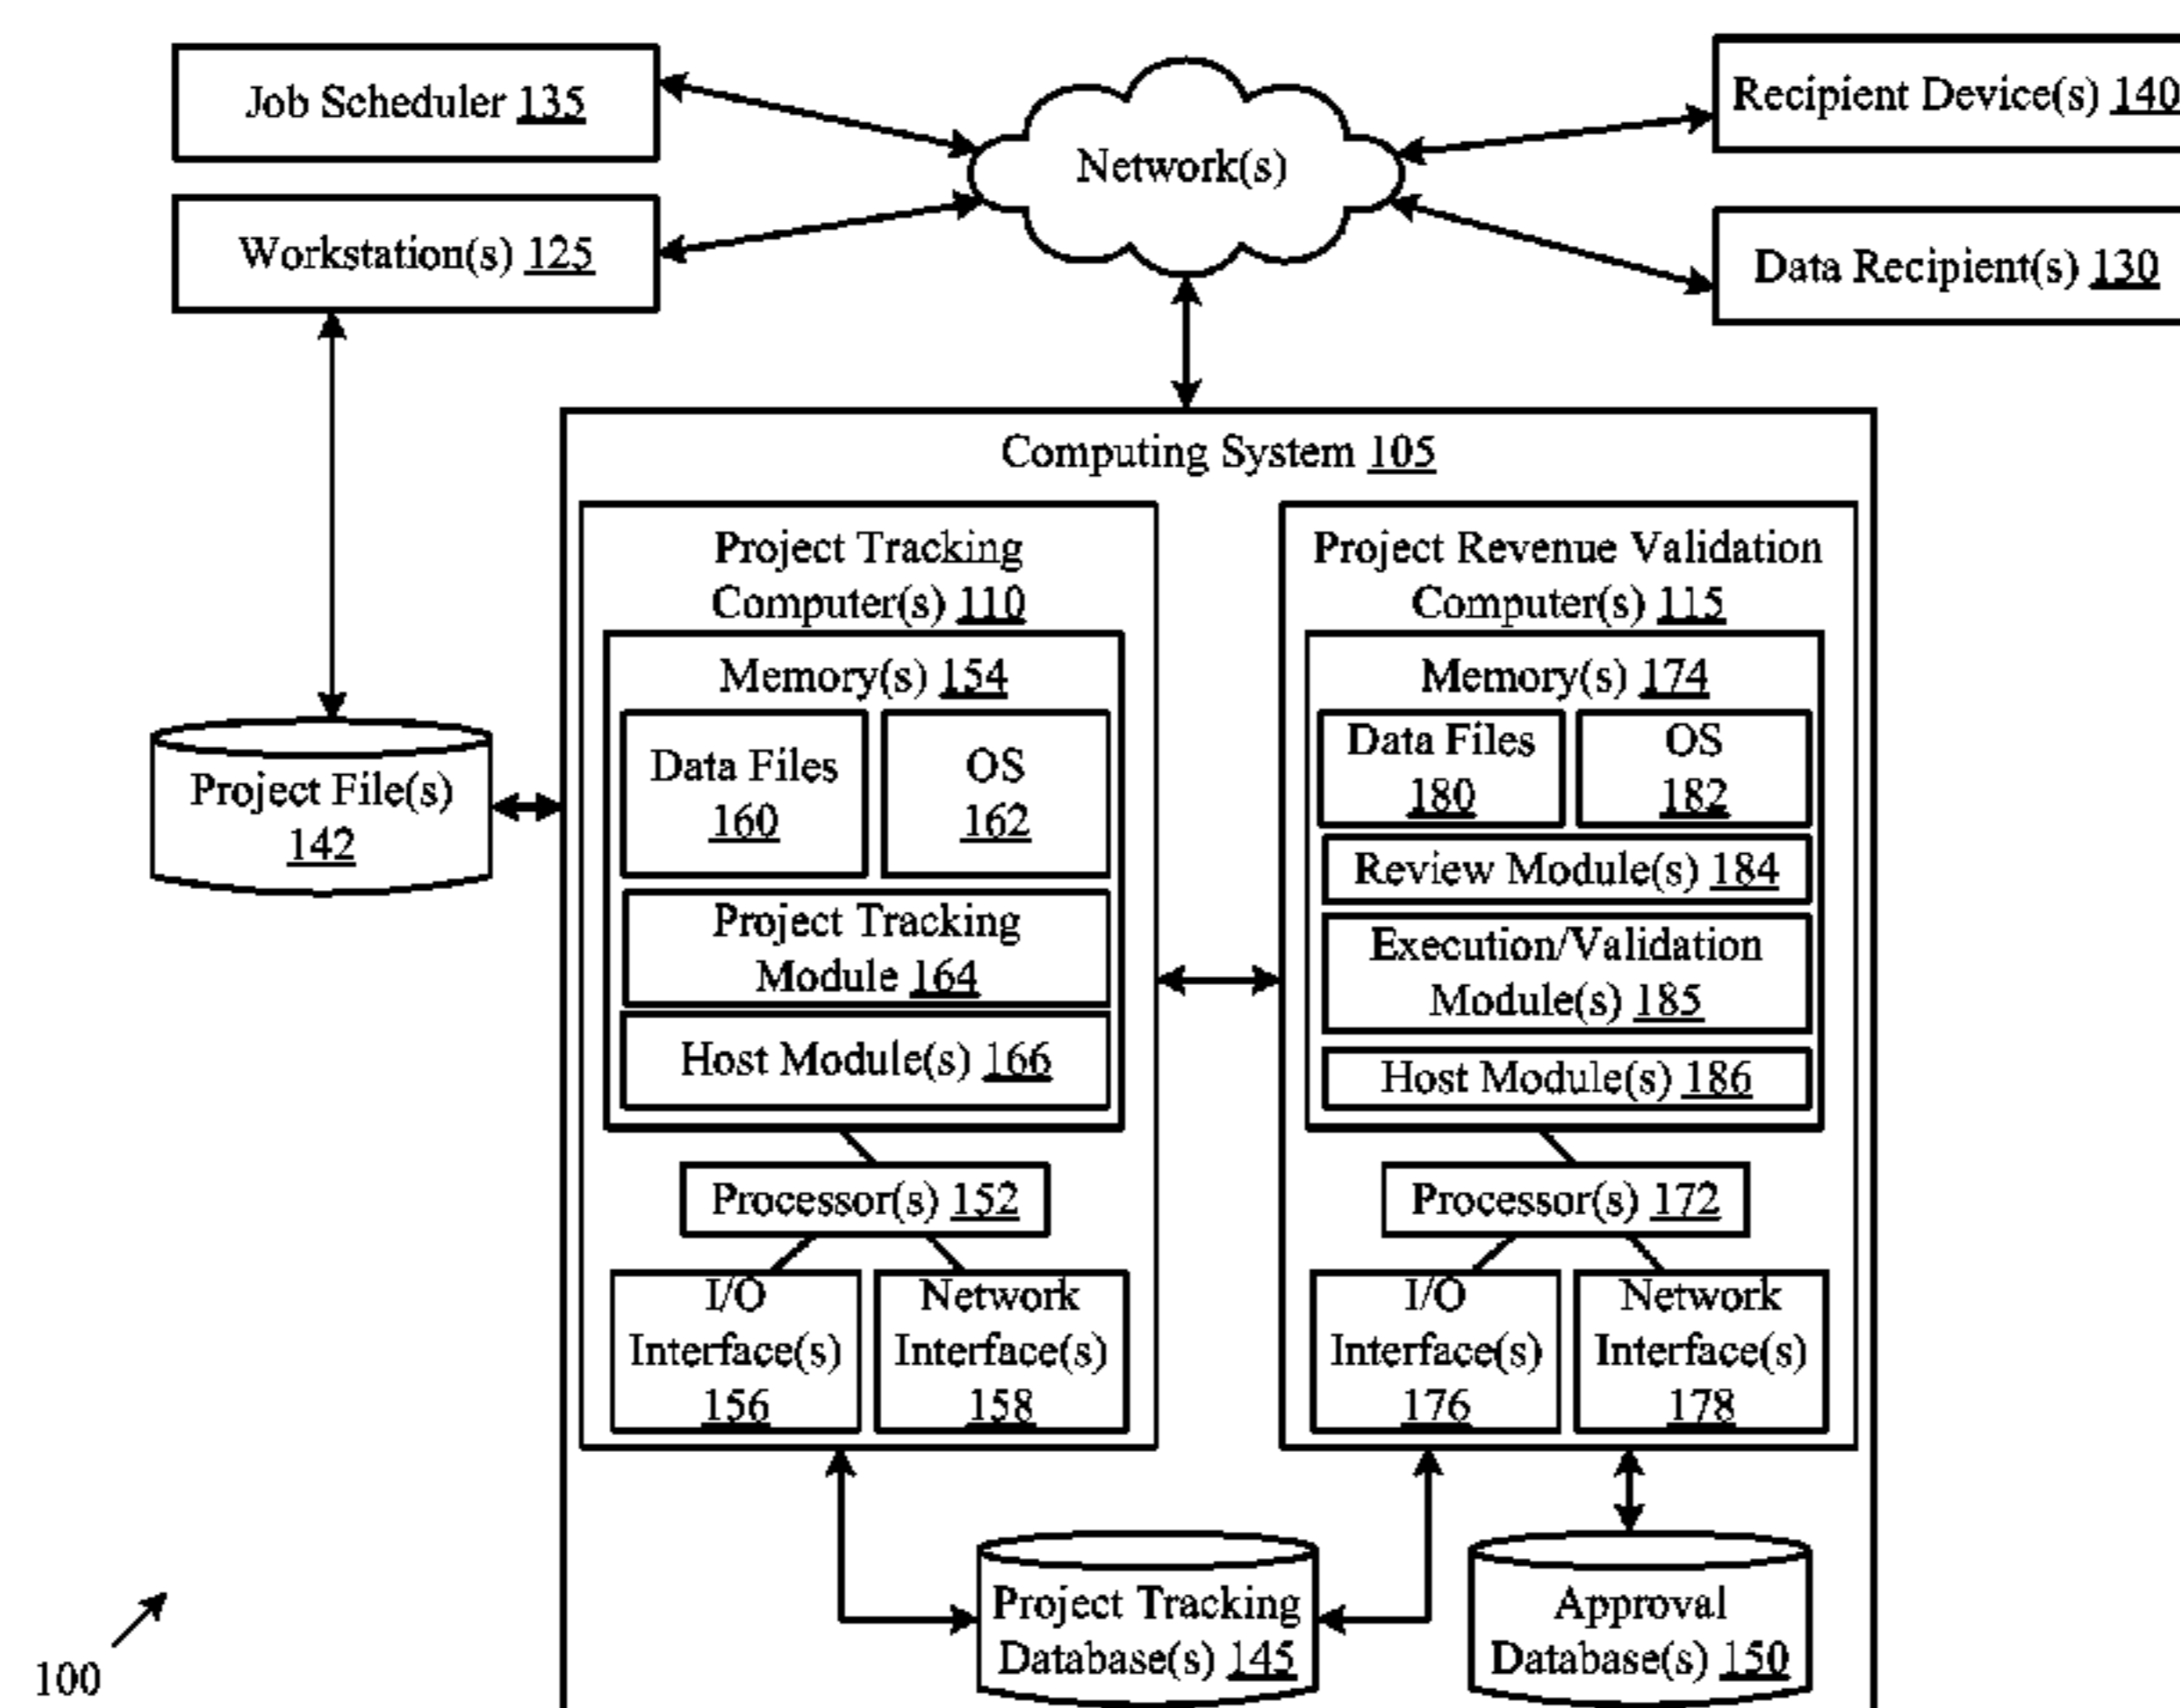 Job Scheduler 135
Network(s)
Recipient Device(s) 140
Workstation(s) 125
Data Recipient(s) 130
Computing System 105
Project Tracking
Computer(s) 110
Memory(s) 154
Data Files
160
OS
162
Project Tracking
Module 164
Host Module(s) 166
Processor(s) 152
I/O
Interface(s)
156
Network
Interface(s)
158
Project Revenue Validation
Computer(s) 115
Memory(s) 174
Data Files
180
OS
182
Review Module(s) 184
Execution/Validation
Module(s) 185
Host Module(s) 186
Processor(s) 172
I/O
Interface(s)
176
Network
Interface(s)
178
Project File(s)
142
Project Tracking
Database(s) 145
Approval
Database(s) 150
100